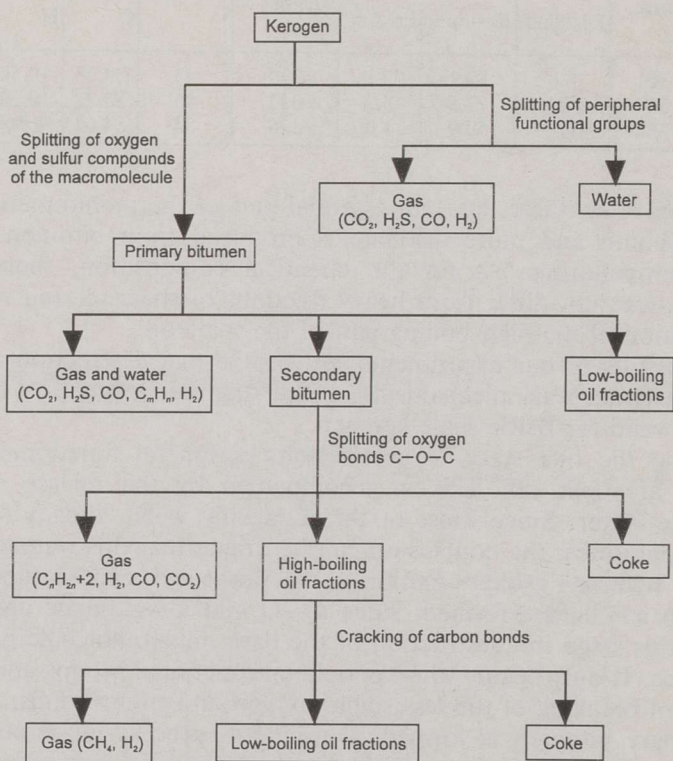 Kerogen
Splitting of peripheral
functional groups
Splitting of oxygen
and sulfur compounds
of the macromolecule
Gas
(CO₂, H₂S, CO, H₂)
Water
Primary bitumen
Gas and water
(CO₂, H₂S, CO, CₘHₙ, H₂)
Secondary
bitumen
Low-boiling
oil fractions
Splitting of oxygen
bonds C–O–C
Gas
(CₙH₂ₙ+2, H₂, CO, CO₂)
High-boiling
oil fractions
Coke
Cracking of carbon bonds
Gas (CH₄, H₂)
Low-boiling oil fractions
Coke